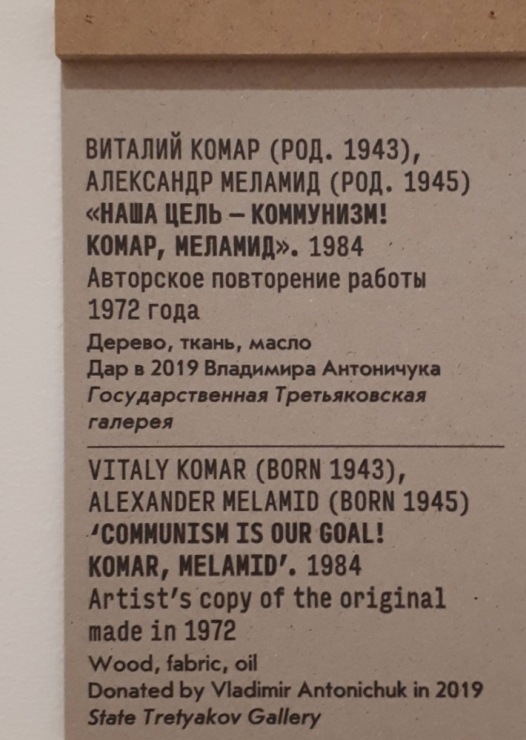 ВИТАЛИЙ КОМАР (РОД. 1943),
АЛЕКСАНДР МЕЛАМИД (РОД. 1945)
«НАША ЦЕЛЬ – КОММУНИЗМ!
КОМАР, МЕЛАМИД». 1984
Авторское повторение работы
1972 года
Дерево, ткань, масло
Дар в 2019 Владимира Антоничука
Государственная Третьяковская
галерея
VITALY KOMAR (BORN 1943),
ALEXANDER MELAMID (BORN 1945)
‘COMMUNISM IS OUR GOAL!
KOMAR, MELAMID’. 1984
Artist’s copy of the original
made in 1972
Wood, fabric, oil
Donated by Vladimir Antonichuk in 2019
State Tretyakov Gallery